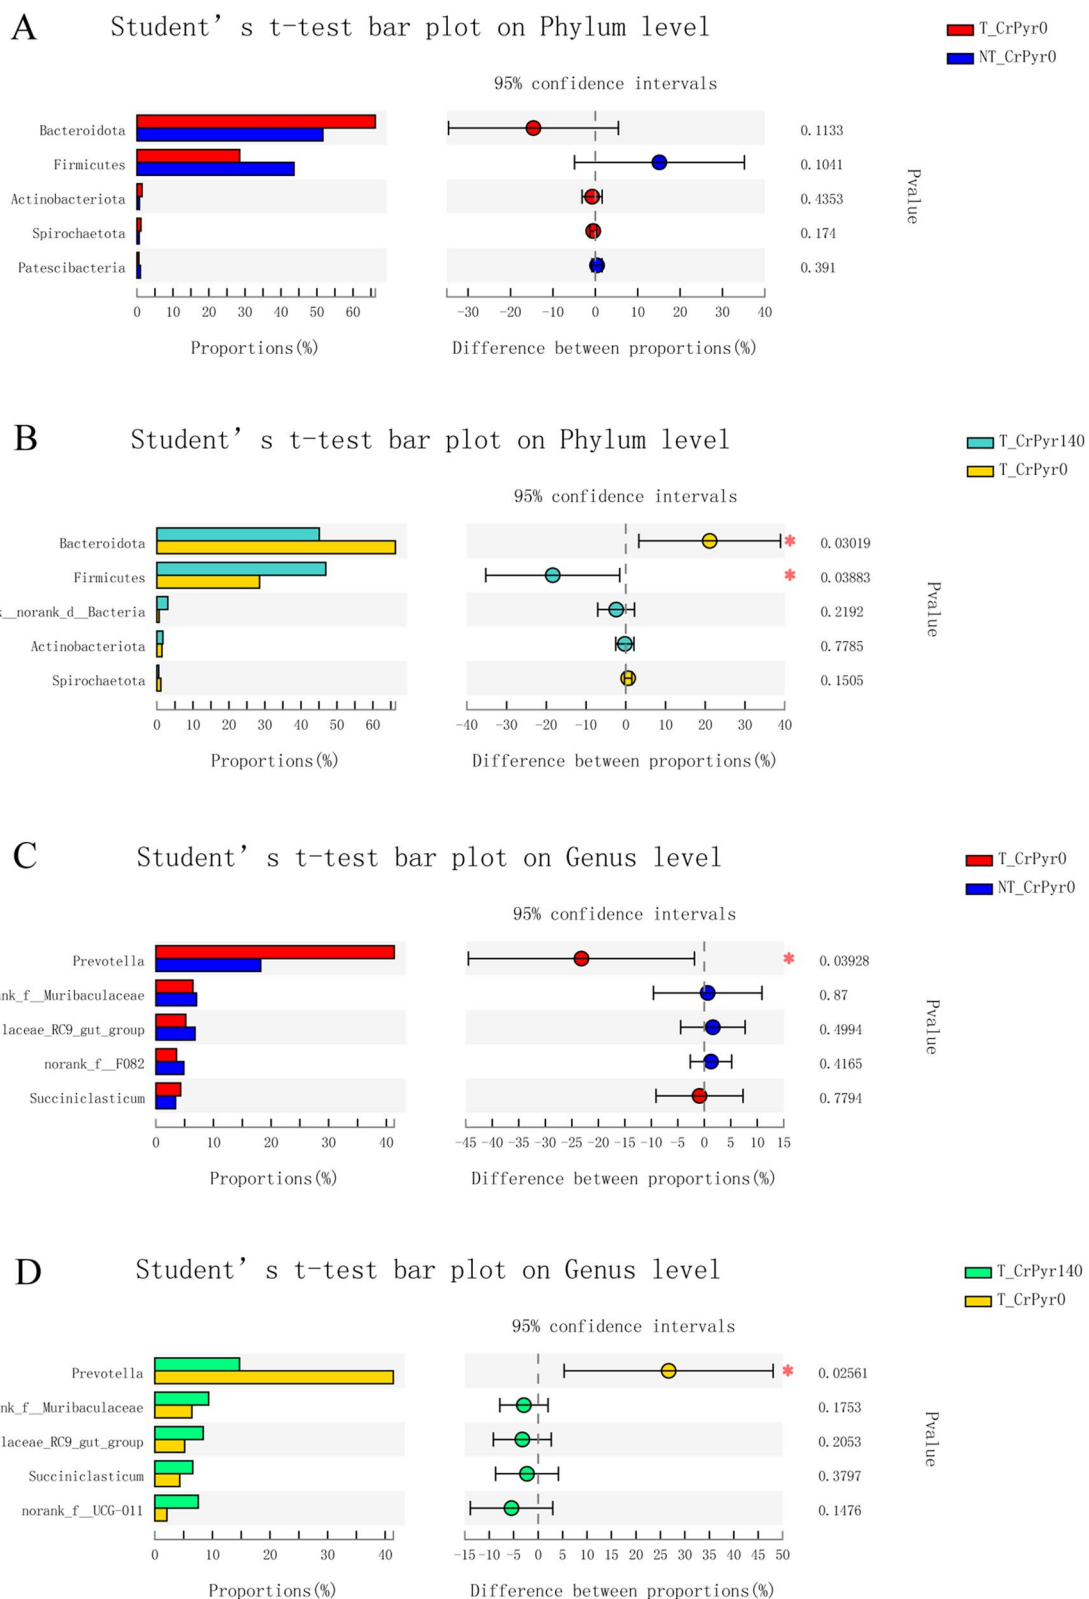 A
Student’s t-test bar plot on Phylum level
T_CrPyr0
NT_CrPyr0
95% confidence intervals
Bacteroidota
0.1133
Firmicutes
0.1041
Actinobacteriota
0.4353
Spirochaetota
0.174
Patescibacteria
0.391
Pvalue
0 10 20 30 40 50 60
-30 -20 -10 0 10 20 30 40
Proportions(%)
Difference between proportions(%)
B
Student’s t-test bar plot on Phylum level
T_CrPyr140
T_CrPyr0
95% confidence intervals
Bacteroidota
* 0.03019
Firmicutes
* 0.03883
k__norank_d__Bacteria
0.2192
Actinobacteriota
0.7785
Spirochaetota
0.1505
Pvalue
0 10 20 30 40 50 60
-40 -30 -20 -10 0 10 20 30 40
Proportions(%)
Difference between proportions(%)
C
Student’s t-test bar plot on Genus level
T_CrPyr0
NT_CrPyr0
95% confidence intervals
Prevotella
* 0.03928
nk_f__Muribaculaceae
0.87
laceae_RC9_gut_group
0.4994
norank_f__F082
0.4165
Succiniclasticum
0.7794
Pvalue
0 10 20 30 40
-45 -40 -35 -30 -25 -20 -15 -10 -5 0 5 10 15
Proportions(%)
Difference between proportions(%)
D
Student’s t-test bar plot on Genus level
T_CrPyr140
T_CrPyr0
95% confidence intervals
Prevotella
* 0.02561
nk_f__Muribaculaceae
0.1753
laceae_RC9_gut_group
0.2053
Succiniclasticum
0.3797
norank_f__UCG-011
0.1476
Pvalue
0 10 20 30 40
-15 -10 -5 0 5 10 15 20 25 30 35 40 45 50
Proportions(%)
Difference between proportions(%)